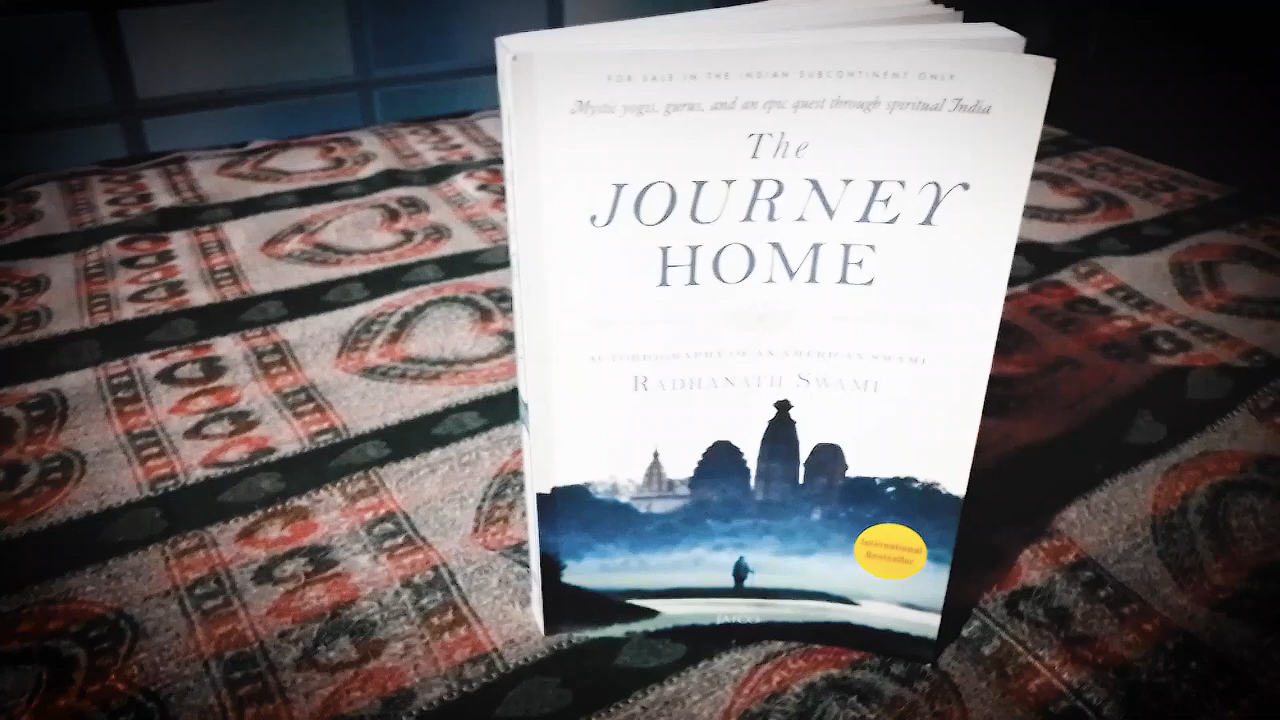 FOR SALE IN THE INDIAN SUBCONTINENT ONLY
Mystic yogis, gurus, and an epic quest through spiritual India
The
JOURNEY
HOME
AUTOBIOGRAPHY OF AN AMERICAN SWAMI
RADHANATH SWAMI
International
Bestseller
JAICO